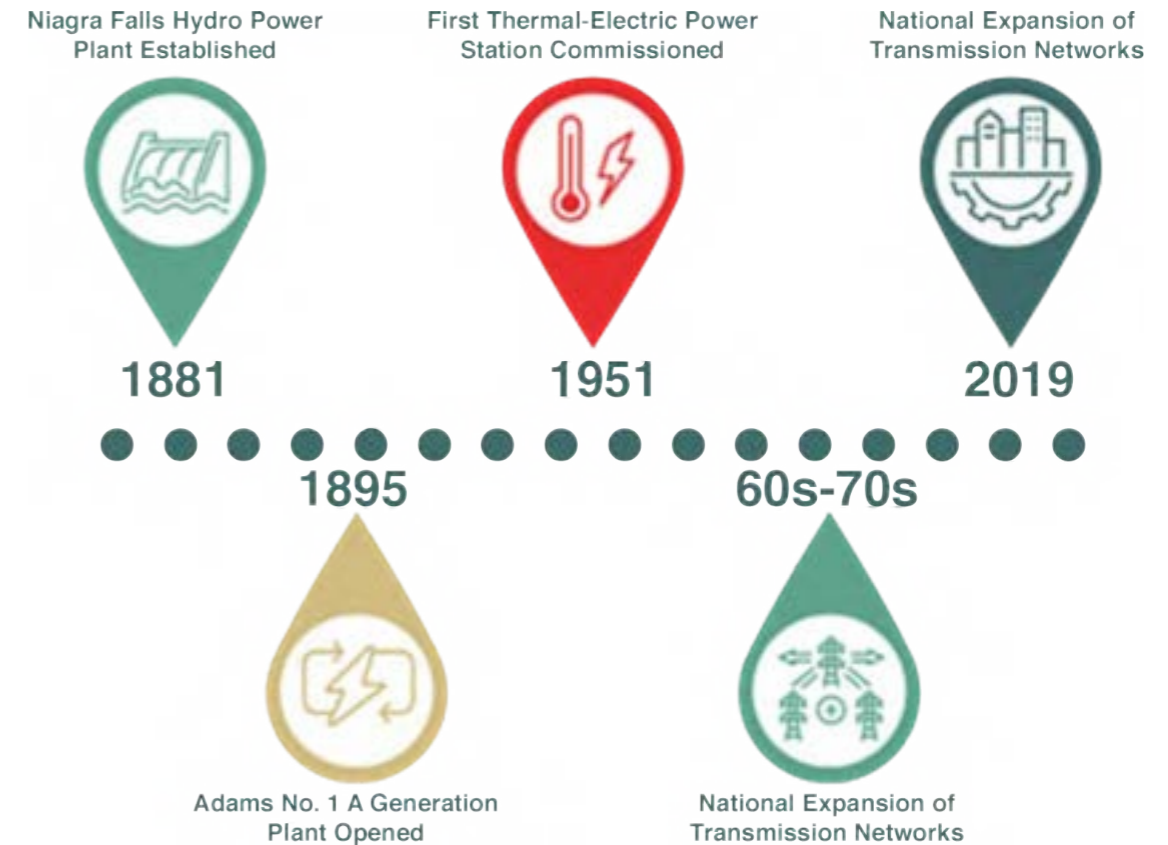 Niagra Falls Hydro Power
Plant Established
First Thermal-Electric Power
Station Commissioned
National Expansion of
Transmission Networks
1881
1951
2019
1895
60s-70s
Adams No. 1 A Generation
Plant Opened
National Expansion of
Transmission Networks